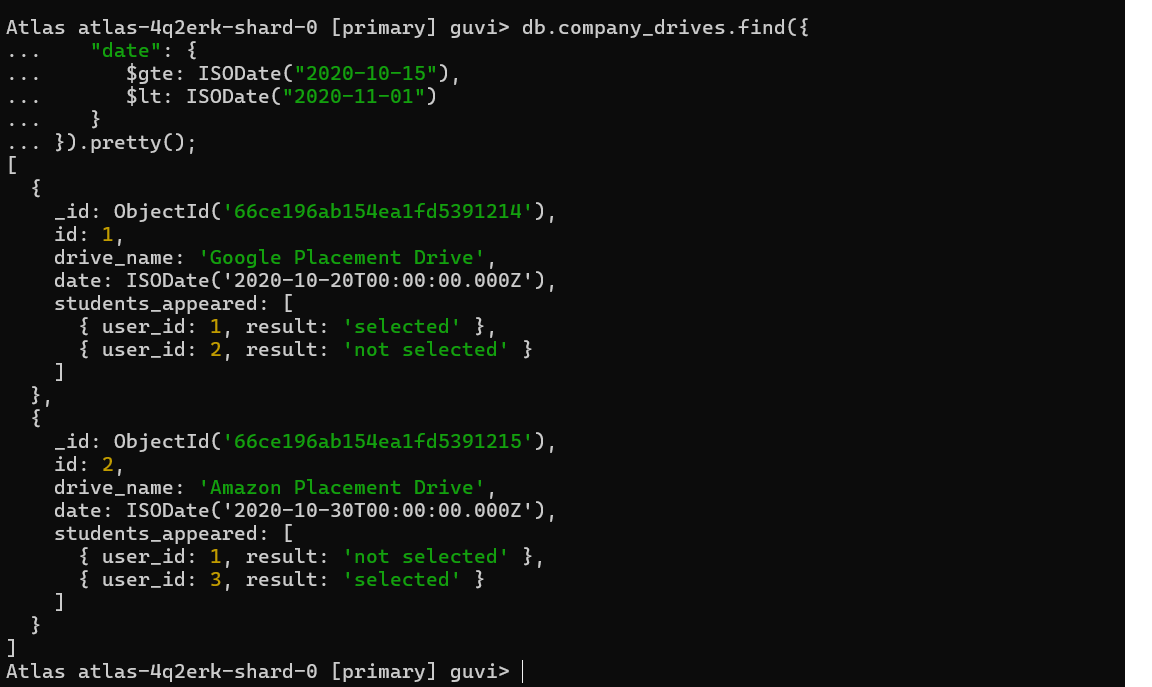 Atlas atlas-4q2erk-shard-0 [primary] guvi> db.company_drives.find({
...    "date": {
...       $gte: ISODate("2020-10-15"),
...       $lt: ISODate("2020-11-01")
...    }
... }).pretty();
[
  {
    _id: ObjectId('66ce196ab154ea1fd5391214'),
    id: 1,
    drive_name: 'Google Placement Drive',
    date: ISODate('2020-10-20T00:00:00.000Z'),
    students_appeared: [
      { user_id: 1, result: 'selected' },
      { user_id: 2, result: 'not selected' }
    ]
  },
  {
    _id: ObjectId('66ce196ab154ea1fd5391215'),
    id: 2,
    drive_name: 'Amazon Placement Drive',
    date: ISODate('2020-10-30T00:00:00.000Z'),
    students_appeared: [
      { user_id: 1, result: 'not selected' },
      { user_id: 3, result: 'selected' }
    ]
  }
]
Atlas atlas-4q2erk-shard-0 [primary] guvi>